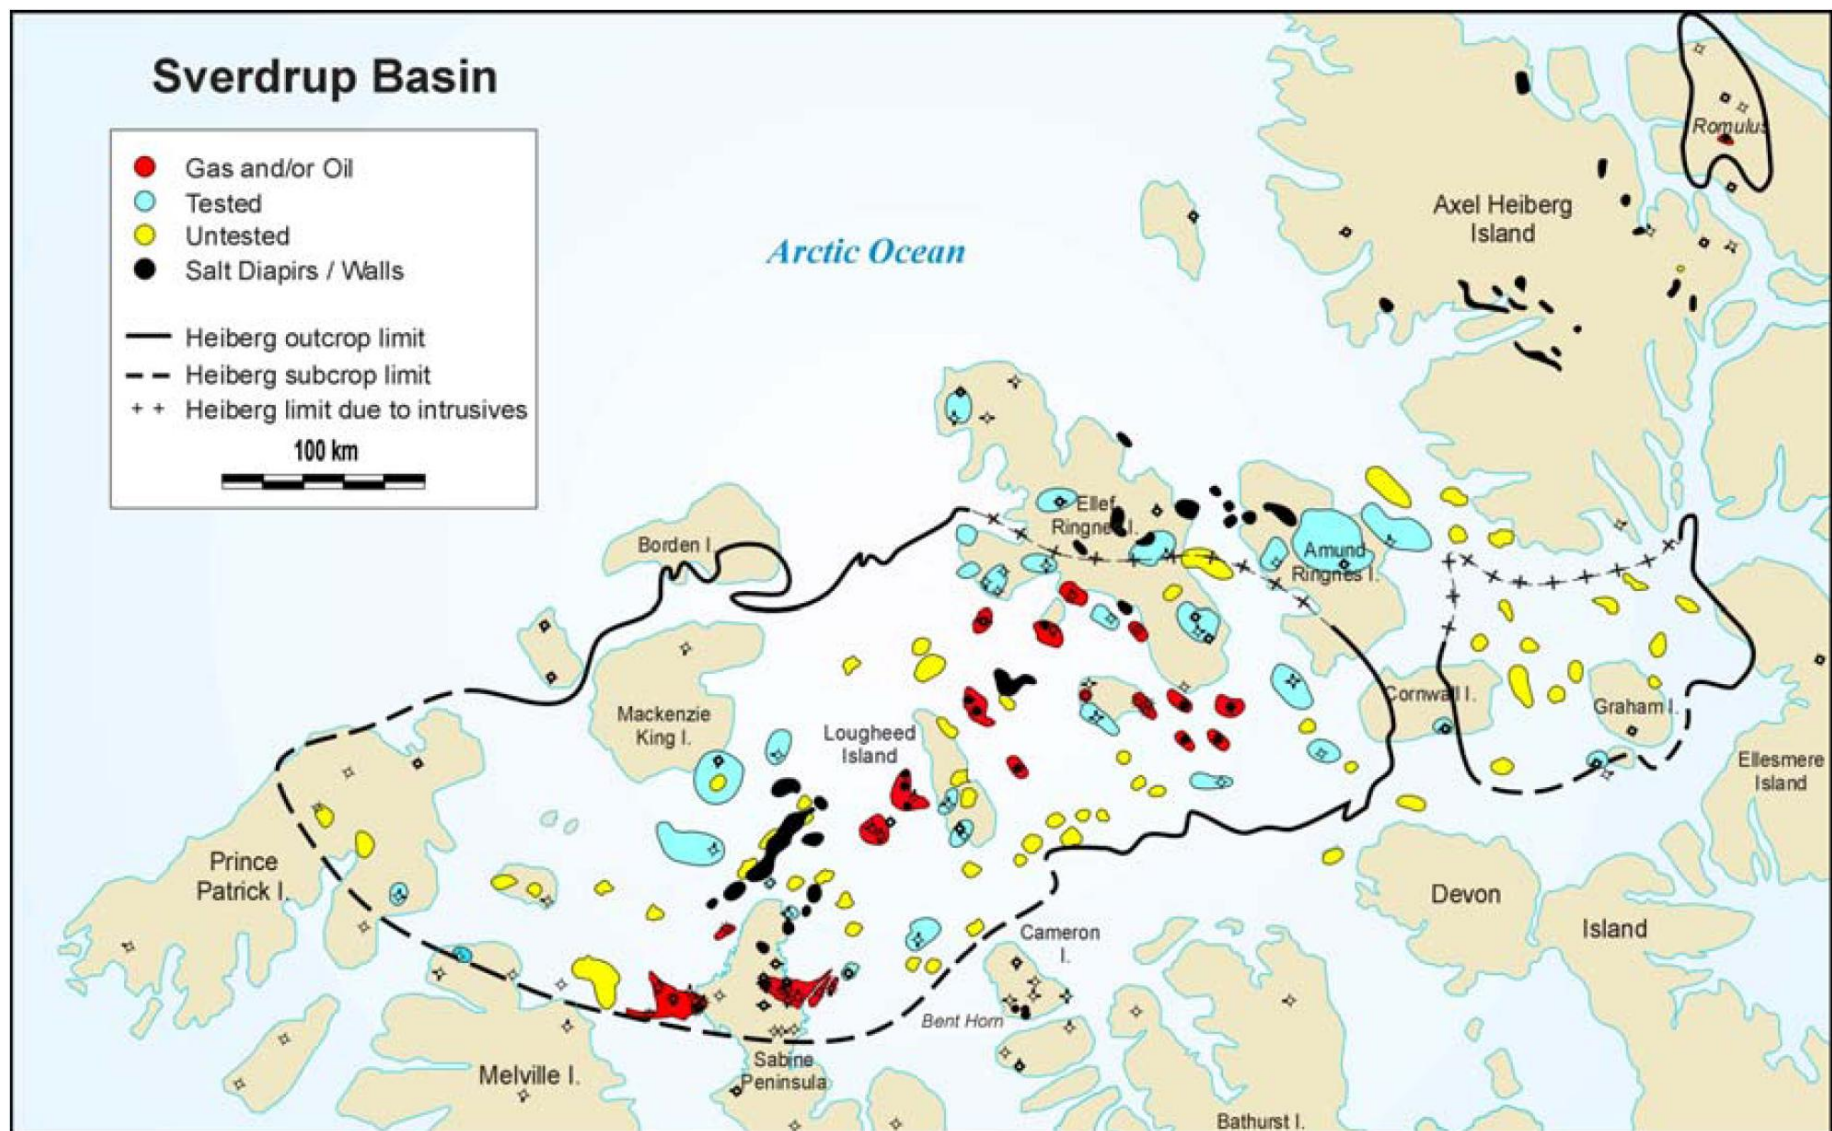 Sverdrup Basin
Gas and/or Oil
Tested
Untested
Salt Diapirs / Walls
Heiberg outcrop limit
Heiberg subcrop limit
+ + Heiberg limit due to intrusives
100 km
Arctic Ocean
Romulus
Axel Heiberg
Island
Ellef
Ringnes I.
Borden I.
Amund
Ringnes I.
Mackenzie
King I.
Lougheed
Island
Cornwall I.
Graham I.
Ellesmere
Island
Prince
Patrick I.
Devon
Island
Cameron
I.
Bent Horn
Melville I.
Sabine
Peninsula
Bathurst I.